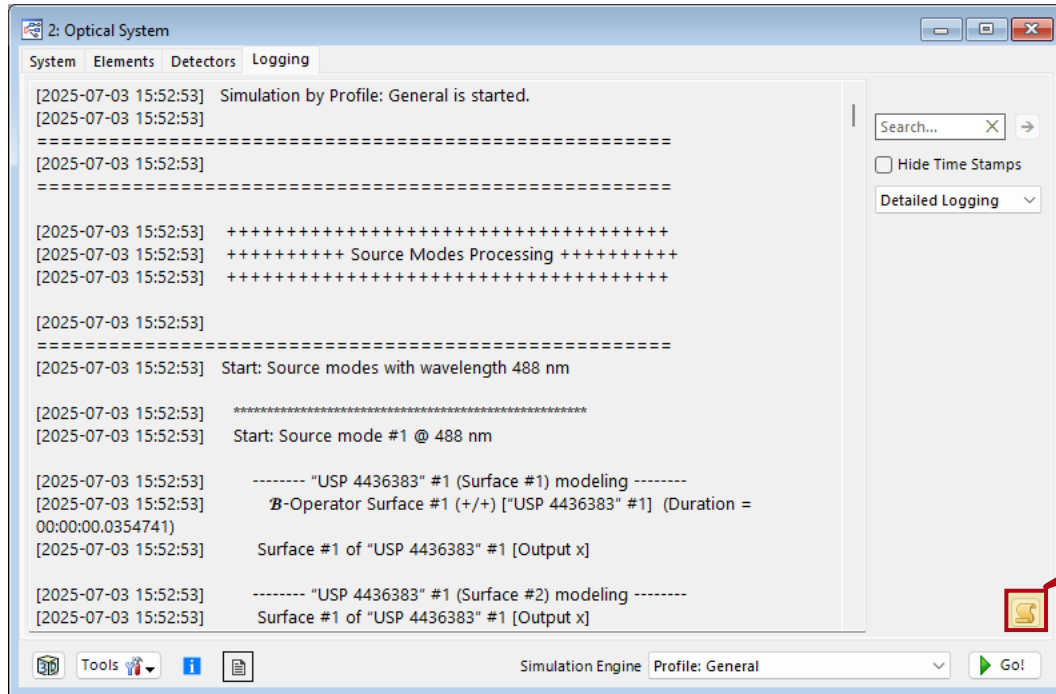 2: Optical System
System Elements Detectors Logging
[2025-07-03 15:52:53] Simulation by Profile: General is started.
[2025-07-03 15:52:53]
=====================================================
[2025-07-03 15:52:53]
=====================================================
[2025-07-03 15:52:53] +++++++++++++++++++++++++++++++++++++
[2025-07-03 15:52:53] ++++++++++ Source Modes Processing ++++++++++
[2025-07-03 15:52:53] +++++++++++++++++++++++++++++++++++++
[2025-07-03 15:52:53]
=====================================================
[2025-07-03 15:52:53] Start: Source modes with wavelength 488 nm
[2025-07-03 15:52:53] *****************************************************
[2025-07-03 15:52:53] Start: Source mode #1 @ 488 nm
[2025-07-03 15:52:53] -------- "USP 4436383" #1 (Surface #1) modeling --------
[2025-07-03 15:52:53] 𝓑-Operator Surface #1 (+/+) ["USP 4436383" #1] (Duration =
00:00:00.0354741)
[2025-07-03 15:52:53] Surface #1 of "USP 4436383" #1 [Output x]
[2025-07-03 15:52:53] -------- "USP 4436383" #1 (Surface #2) modeling --------
[2025-07-03 15:52:53] Surface #1 of "USP 4436383" #1 [Output x]
Search...
Hide Time Stamps
Detailed Logging
3D Tools Simulation Engine Profile: General Go!